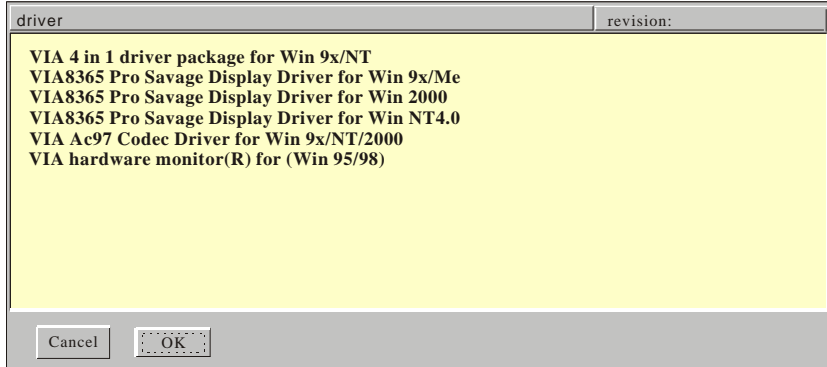 driver
revision:
VIA 4 in 1 driver package for Win 9x/NT
VIA8365 Pro Savage Display Driver for Win 9x/Me
VIA8365 Pro Savage Display Driver for Win 2000
VIA8365 Pro Savage Display Driver for Win NT4.0
VIA Ac97 Codec Driver for Win 9x/NT/2000
VIA hardware monitor(R) for (Win 95/98)
Cancel
OK